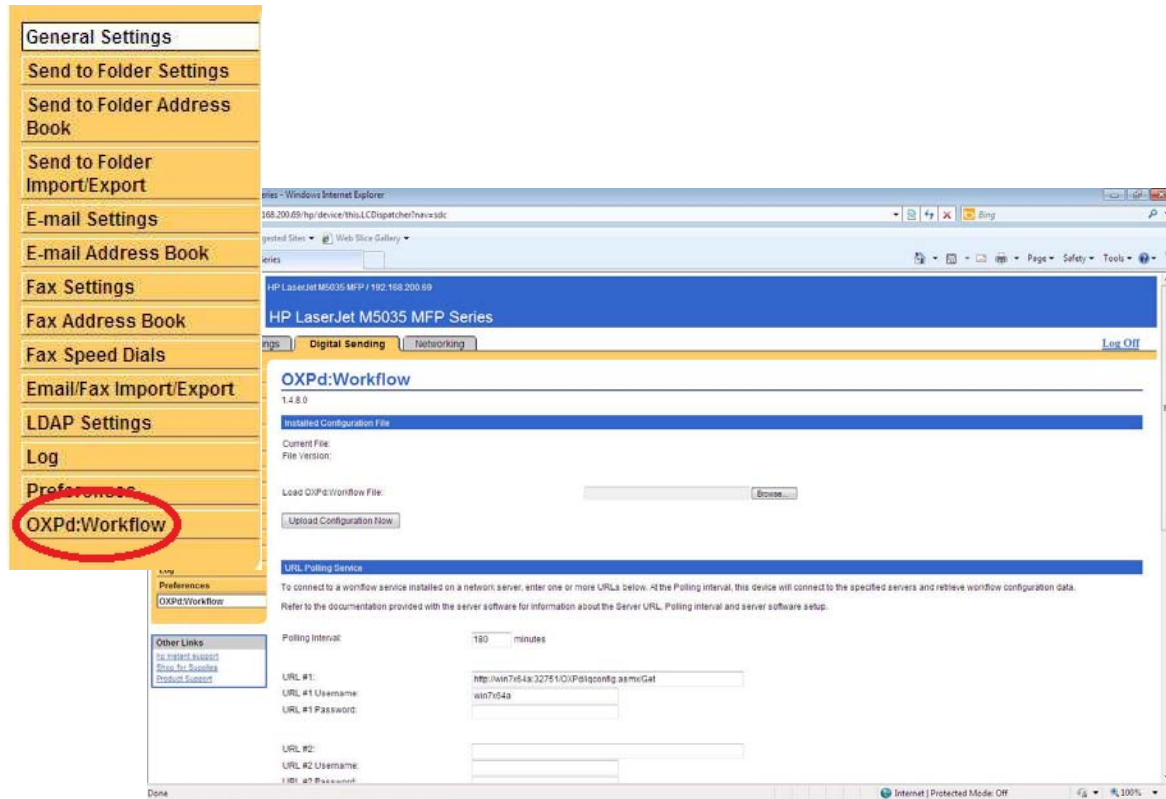 General Settings
Send to Folder Settings
Send to Folder Address
Book
Send to Folder
Import/Export
E-mail Settings
E-mail Address Book
Fax Settings
Fax Address Book
Fax Speed Dials
Email/Fax Import/Export
LDAP Settings
Log
Preferences
OXPd:Workflow
eries - Windows Internet Explorer
168.200.69/hp/device/this.LCDispatcher?nav=sdc
Bing
gested Sites Web Slice Gallery
eries
Page Safety Tools
HP LaserJet M5035 MFP / 192.168.200.69
HP LaserJet M5035 MFP Series
ngs Digital Sending Networking Log Off
OXPd:Workflow
1.4.8.0
Installed Configuration File
Current File:
File Version:
Load OXPd:Workflow File: Browse...
Upload Configuration Now
URL Polling Service
To connect to a workflow service installed on a network server, enter one or more URLs below. At the Polling interval, this device will connect to the specified servers and retrieve workflow configuration data.
Refer to the documentation provided with the server software for information about the Server URL, Polling interval and server software setup.
Polling Interval: 180 minutes
URL #1: http://win7x64a:32751/OXPd/iqconfig.asmx/Get
URL #1 Username: win7x64a
URL #1 Password:
URL #2:
URL #2 Username:
URL #2 Password:
Log
Preferences
OXPd:Workflow
Other Links
hp instant support
Shop for Supplies
Product Support
Done Internet | Protected Mode: Off 100%